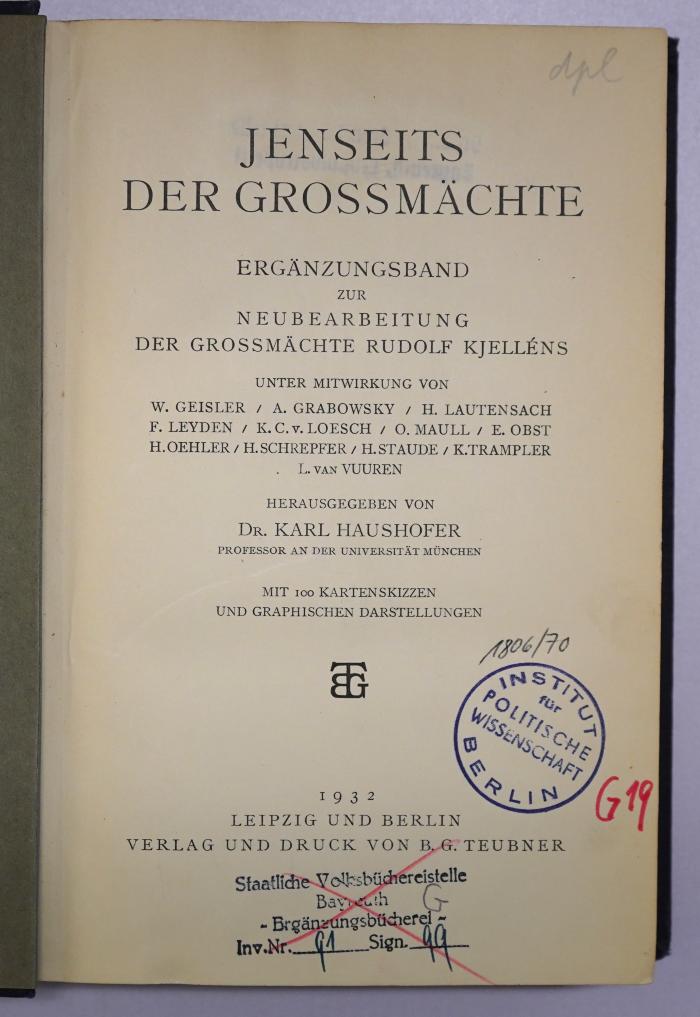 dpl
JENSEITS
DER GROSSMÄCHTE
ERGÄNZUNGSBAND
ZUR
NEUBEARBEITUNG
DER GROSSMÄCHTE RUDOLF KJELLÉNS
UNTER MITWIRKUNG VON
W. GEISLER / A. GRABOWSKY / H. LAUTENSACH
F. LEYDEN / K. C. v. LOESCH / O. MAULL / E. OBST
H. OEHLER / H. SCHREPFER / H. STAUDE / K. TRAMPLER
L. VAN VUUREN
HERAUSGEGEBEN VON
DR. KARL HAUSHOFER
PROFESSOR AN DER UNIVERSITÄT MÜNCHEN
MIT 100 KARTENSKIZZEN
UND GRAPHISCHEN DARSTELLUNGEN
1806/70
BTG
INSTITUT
für
POLITISCHE
WISSENSCHAFT
BERLIN
G 19
1932
LEIPZIG UND BERLIN
VERLAG UND DRUCK VON B. G. TEUBNER
Staatliche Volksbüchereistelle
Bayreuth
G
- Ergänzungsbücherei -
Inv.Nr. 91 Sign. 99